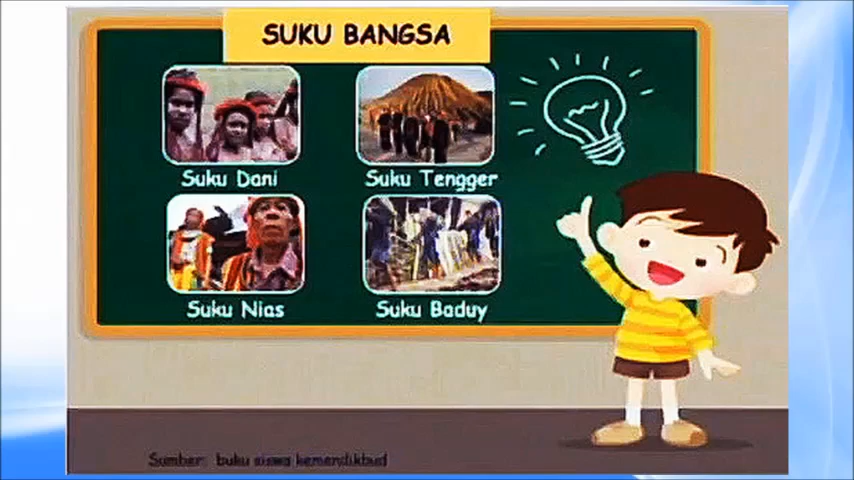 SUKU BANGSA
Suku Dani
Suku Tengger
Suku Nias
Suku Baduy
Sumber: buku siswa kemendikbud